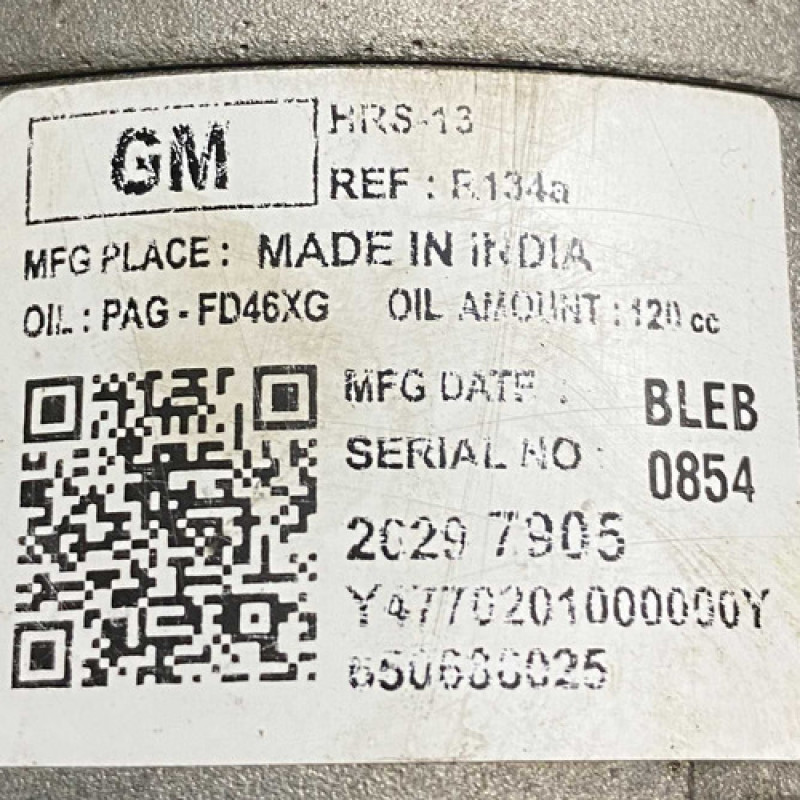 GM
HRS-13
REF : R134a
MFG PLACE : MADE IN INDIA
OIL : PAG - FD46XG OIL AMOUNT : 120 cc
MFG DATE : BLEB
SERIAL NO : 0854
2029 7905
Y4770201000000Y
650686025